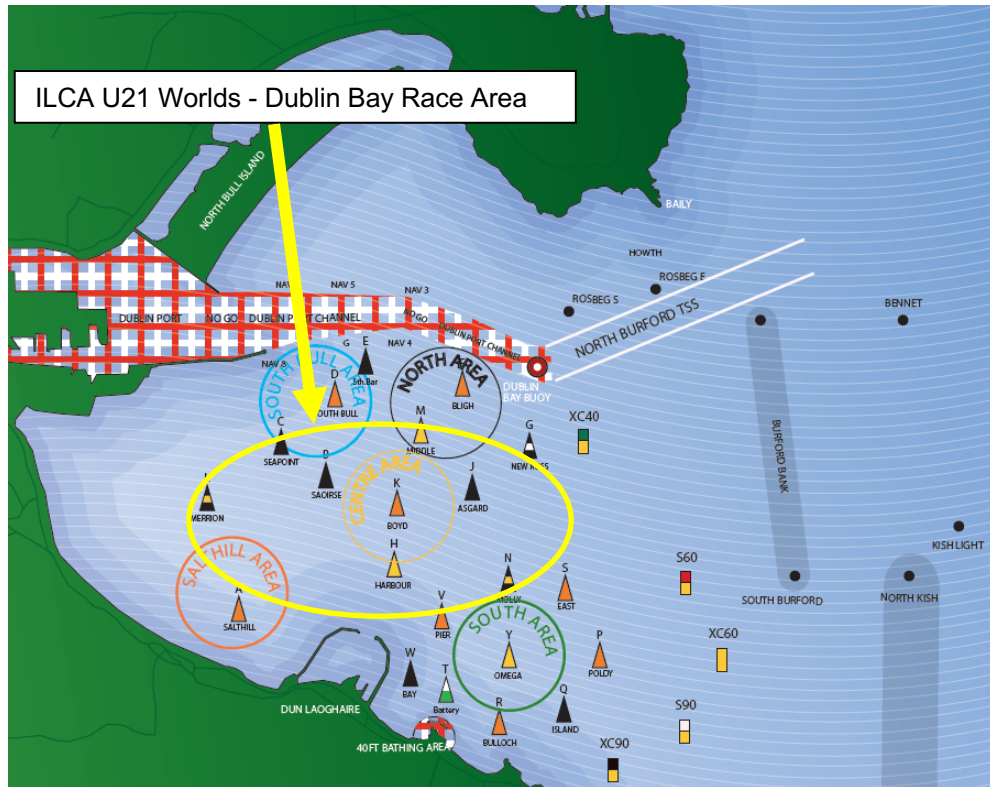 ILCA U21 Worlds - Dublin Bay Race Area
NORTH BULL ISLAND
BAILY
HOWTH
ROSBEG E
ROSBEG S
BENNET
NORTH BURFORD TSS
NAV
NAV 5
NAV 3
DUBLIN PORT
NO GO
DUBLIN PORT CHANNEL
NO GO
DUBLIN PORT CHANNEL
G
E
5th.Bar
NAV 4
NAV 8
DUBLIN
BAY BUOY
SOUTH BULL AREA
D
SOUTH BULL
NORTH AREA
BLIGH
M
MIDDLE
C
SEAPOINT
G
NEW ROSS
XC40
BURFORD BANK
SAOIRSE
CENTRE AREA
K
BOYD
J
ASGARD
MERRION
KISH LIGHT
H
HARBOUR
N
MOLLY
S
EAST
S60
SOUTH BURFORD
NORTH KISH
SALTHILL AREA
A
SALTHILL
V
PIER
SOUTH AREA
Y
OMEGA
P
POLDY
XC60
W
BAY
T
Battery
R
BULLOCH
Q
ISLAND
S90
DUN LAOGHAIRE
40FT BATHING AREA
XC90